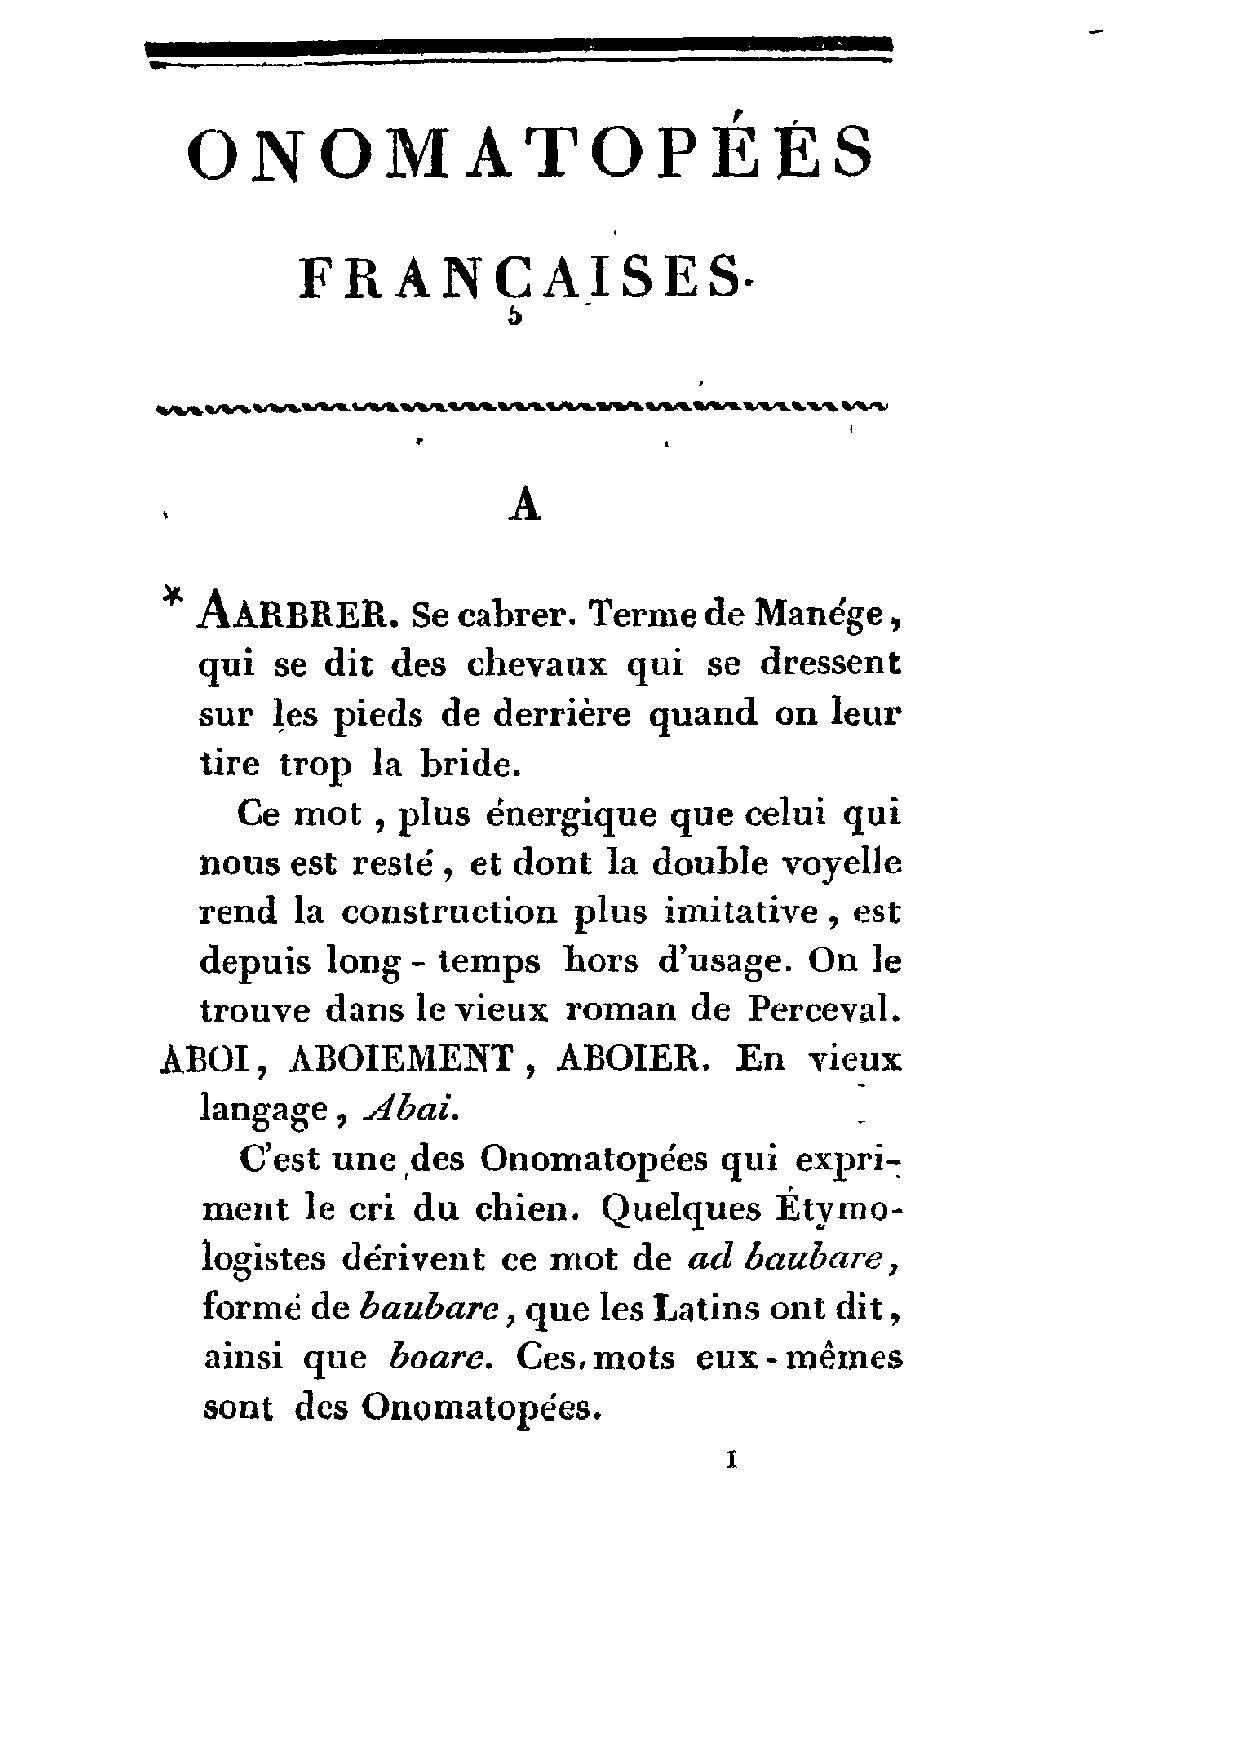 ONOMATOPÉES
FRANÇAISES.
A
* AARBRER. Se cabrer. Terme de Manége,
qui se dit des chevaux qui se dressent
sur les pieds de derrière quand on leur
tire trop la bride.
Ce mot, plus énergique que celui qui
nous est resté, et dont la double voyelle
rend la construction plus imitative, est
depuis long-temps hors d'usage. On le
trouve dans le vieux roman de Perceval.
ABOI, ABOIEMENT, ABOIER. En vieux
langage, Abai.
C'est une des Onomatopées qui expri-
ment le cri du chien. Quelques Étymo-
logistes dérivent ce mot de ad baubare,
formé de baubare, que les Latins ont dit,
ainsi que boare. Ces mots eux-mêmes
sont des Onomatopées.
1